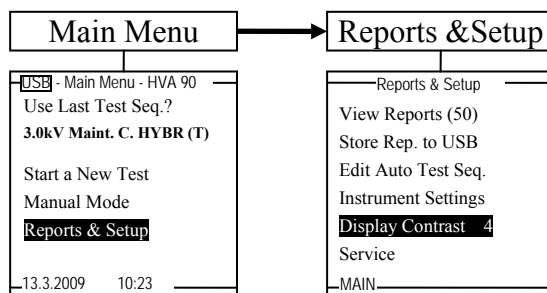 Main Menu
USB - Main Menu - HVA 90
Use Last Test Seq.?
3.0kV Maint. C. HYBR (T)
Start a New Test
Manual Mode
Reports & Setup
13.3.2009 10:23
Reports &Setup
Reports & Setup
View Reports (50)
Store Rep. to USB
Edit Auto Test Seq.
Instrument Settings
Display Contrast 4
Service
MAIN